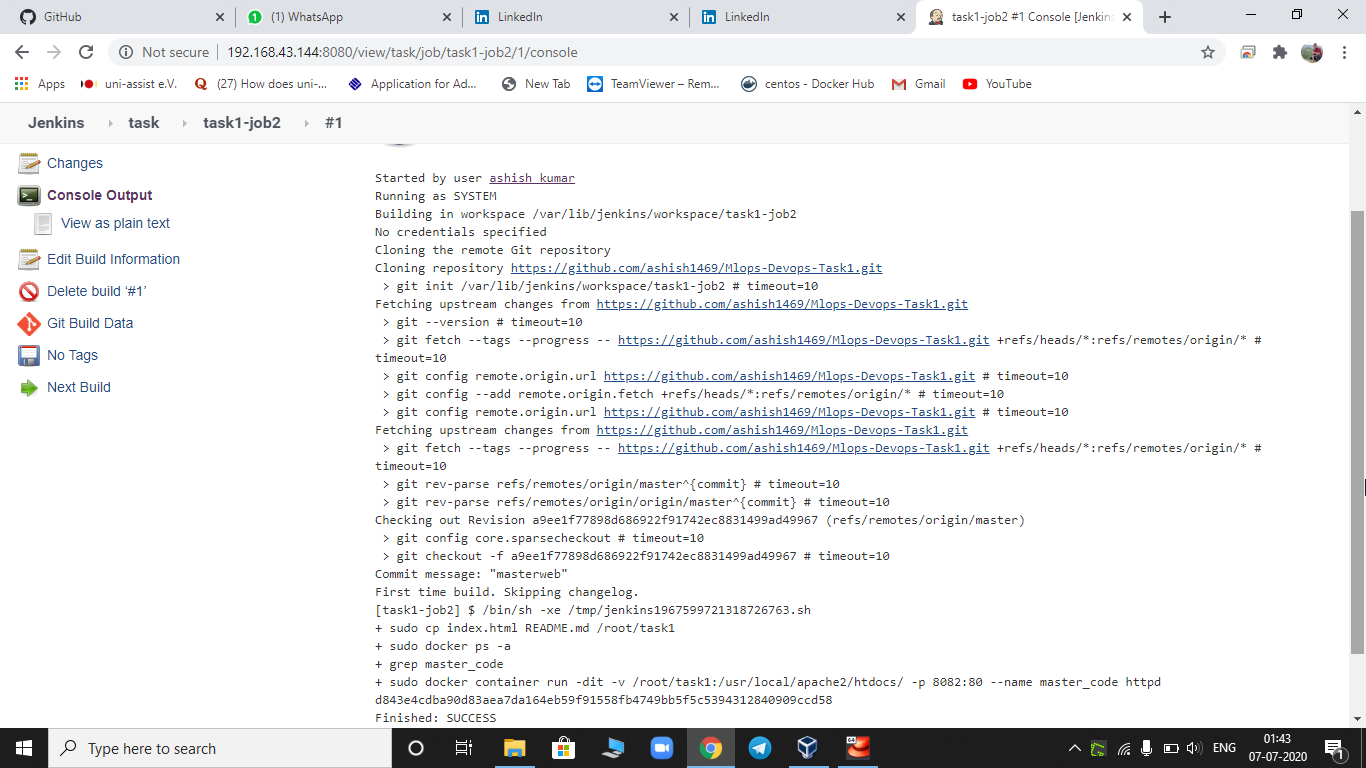 GitHub
(1) WhatsApp
LinkedIn
LinkedIn
task1-job2 #1 Console [Jenkins
Not secure
192.168.43.144:8080/view/task/job/task1-job2/1/console
Apps
uni-assist e.V.
(27) How does uni-...
Application for Ad...
New Tab
TeamViewer – Rem...
centos - Docker Hub
Gmail
YouTube
Jenkins
task
task1-job2
#1
Changes
Console Output
View as plain text
Edit Build Information
Delete build ‘#1’
Git Build Data
No Tags
Next Build
Started by user ashish kumar
Running as SYSTEM
Building in workspace /var/lib/jenkins/workspace/task1-job2
No credentials specified
Cloning the remote Git repository
Cloning repository https://github.com/ashish1469/Mlops-Devops-Task1.git
> git init /var/lib/jenkins/workspace/task1-job2 # timeout=10
Fetching upstream changes from https://github.com/ashish1469/Mlops-Devops-Task1.git
> git --version # timeout=10
> git fetch --tags --progress -- https://github.com/ashish1469/Mlops-Devops-Task1.git +refs/heads/*:refs/remotes/origin/* #
timeout=10
> git config remote.origin.url https://github.com/ashish1469/Mlops-Devops-Task1.git # timeout=10
> git config --add remote.origin.fetch +refs/heads/*:refs/remotes/origin/* # timeout=10
> git config remote.origin.url https://github.com/ashish1469/Mlops-Devops-Task1.git # timeout=10
Fetching upstream changes from https://github.com/ashish1469/Mlops-Devops-Task1.git
> git fetch --tags --progress -- https://github.com/ashish1469/Mlops-Devops-Task1.git +refs/heads/*:refs/remotes/origin/* #
timeout=10
> git rev-parse refs/remotes/origin/master^{commit} # timeout=10
> git rev-parse refs/remotes/origin/origin/master^{commit} # timeout=10
Checking out Revision a9ee1f77898d686922f91742ec8831499ad49967 (refs/remotes/origin/master)
> git config core.sparsecheckout # timeout=10
> git checkout -f a9ee1f77898d686922f91742ec8831499ad49967 # timeout=10
Commit message: "masterweb"
First time build. Skipping changelog.
[task1-job2] $ /bin/sh -xe /tmp/jenkins1967599721318726763.sh
+ sudo cp index.html README.md /root/task1
+ sudo docker ps -a
+ grep master_code
+ sudo docker container run -dit -v /root/task1:/usr/local/apache2/htdocs/ -p 8082:80 --name master_code httpd
d843e4cdba90d83aea7da164eb59f91558fb4749bb5f5c5394312840909ccd58
Finished: SUCCESS
Type here to search
64
ENG
01:43
07-07-2020
1